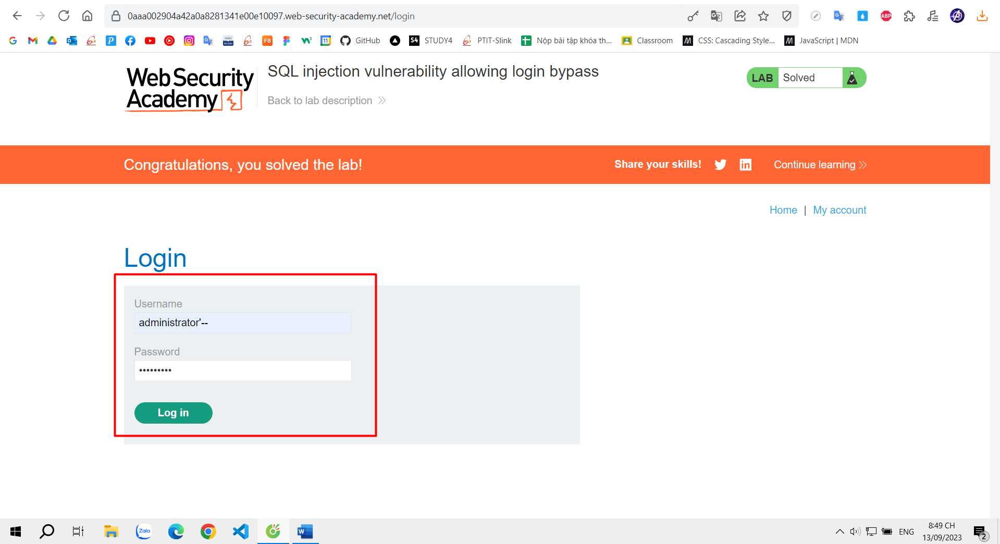 0aaa002904a42a0a8281341e00e10097.web-security-academy.net/login
GitHub S4 STUDY4 PTIT-Slink Nộp bài tập khóa th... Classroom CSS: Cascading Style... JavaScript | MDN
Web Security
Academy
SQL injection vulnerability allowing login bypass
Back to lab description
LAB Solved
Congratulations, you solved the lab!
Share your skills!
Continue learning
Home | My account
Login
Username
administrator'--
Password
•••••••••
Log in
Zalo
ENG
8:49 CH
13/09/2023
2